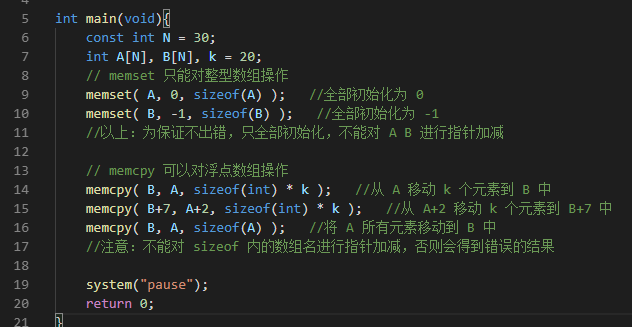 4
5 int main(void){
6 const int N = 30;
7 int A[N], B[N], k = 20;
8 // memset 只能对整型数组操作
9 memset( A, 0, sizeof(A) ); //全部初始化为 0
10 memset( B, -1, sizeof(B) ); //全部初始化为 -1
11 //以上: 为保证不出错, 只全部初始化, 不能对 A B 进行指针加减
12
13 // memcpy 可以对浮点数组操作
14 memcpy( B, A, sizeof(int) * k ); //从 A 移动 k 个元素到 B 中
15 memcpy( B+7, A+2, sizeof(int) * k ); //从 A+2 移动 k 个元素到 B+7 中
16 memcpy( B, A, sizeof(A) ); //将 A 所有元素移动到 B 中
17 //注意: 不能对 sizeof 内的数组名进行指针加减, 否则会得到错误的结果
18
19 system("pause");
20 return 0;
21 }